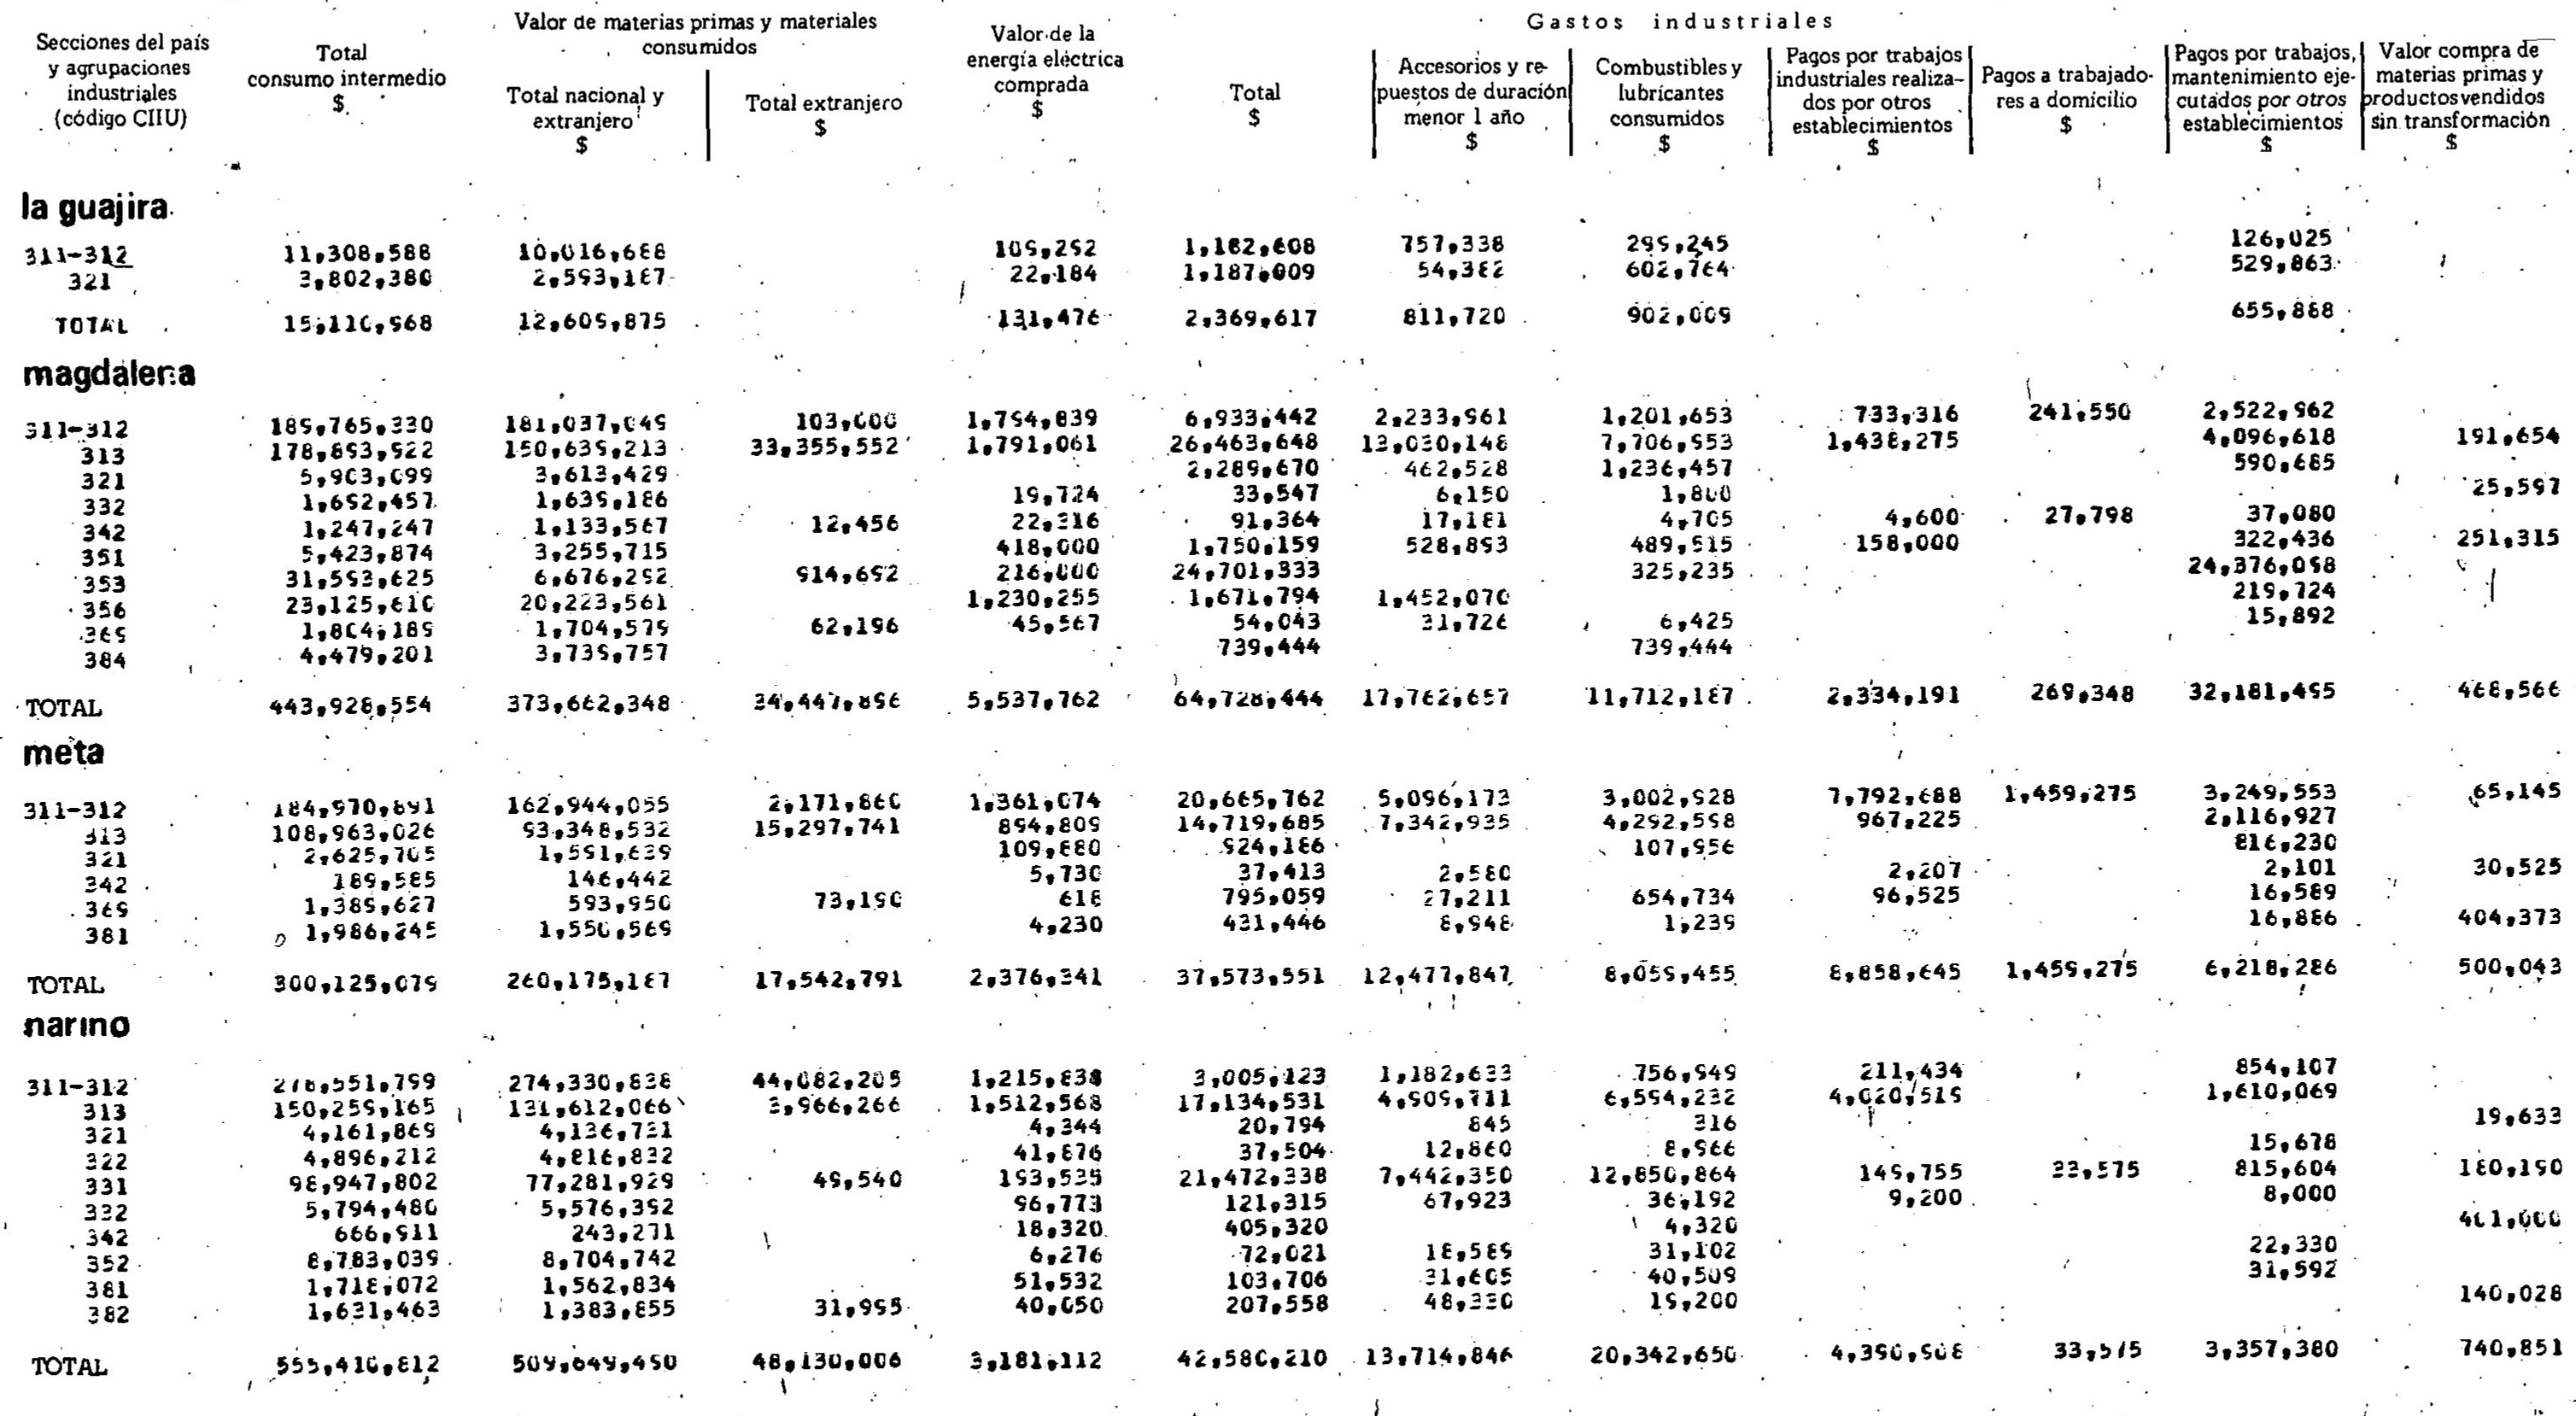 Secciones del país
y agrupaciones
industriales
(código CIIU)
Total
consumo intermedio
$
Valor de materias primas y materiales
consumidos
Total nacional y
extranjero
$
Total extranjero
$
Valor de la
energía eléctrica
comprada
$
Gastos industriales
Total
$
Accesorios y re-
puestos de duración
menor 1 año
$
Combustibles y
lubricantes
consumidos
$
Pagos por trabajos
industriales realiza-
dos por otros
establecimientos
$
Pagos a trabajado-
res a domicilio
$
Pagos por trabajos,
mantenimiento eje-
cutados por otros
establecimientos
$
Valor compra de
materias primas y
productos vendidos
sin transformación
$
la guajira
311-312 11,308,588 10,016,688 109,292 1,182,608 757,338 299,245 126,025
321 3,802,380 2,593,187 22,184 1,187,009 54,382 602,764 529,863
TOTAL 15,110,968 12,609,875 131,476 2,369,617 811,720 902,009 655,888
magdalena
311-312 189,765,330 181,037,049 103,000 1,794,839 6,933,442 2,233,961 1,201,653 733,316 241,550 2,522,962
313 178,893,922 150,639,213 33,355,552 1,791,061 26,463,648 13,030,148 7,706,953 1,438,275 4,096,618 191,654
321 5,903,099 3,613,429 2,289,670 462,528 1,236,457 590,685
332 1,692,457 1,639,186 19,724 33,547 6,150 1,800 25,597
342 1,247,247 1,133,567 12,456 22,316 91,364 17,181 4,705 4,600 27,798 37,080
351 5,423,874 3,255,715 418,000 1,750,159 528,893 489,515 158,000 322,436 251,315
353 31,593,625 6,676,292 914,692 216,000 24,701,333 325,235 24,376,098
356 23,125,610 20,223,561 1,230,255 1,671,794 1,452,070 219,724
369 1,804,189 1,704,579 62,196 45,567 54,043 31,726 6,425 15,892
384 4,479,201 3,739,757 739,444 739,444
TOTAL 443,928,554 373,662,348 34,447,896 5,537,762 64,728,444 17,762,657 11,712,187 2,334,191 269,348 32,181,495 468,566
meta
311-312 184,970,891 162,944,055 2,171,860 1,361,074 20,665,762 5,096,173 3,002,928 7,792,688 1,459,275 3,249,553 65,145
313 108,963,026 93,348,532 15,297,741 894,809 14,719,685 7,342,935 4,292,598 967,225 2,116,927
321 2,625,705 1,591,639 109,880 924,186 107,956 816,230
342 189,585 146,442 5,730 37,413 2,580 2,207 2,101 30,525
369 1,389,627 593,950 73,190 618 795,059 27,211 654,734 96,525 16,589
381 1,986,245 1,550,569 4,230 431,446 8,948 1,239 16,886 404,373
TOTAL 300,125,079 260,175,187 17,542,791 2,376,341 37,573,551 12,477,847 8,059,455 8,858,645 1,459,275 6,218,286 500,043
narino
311-312 278,551,799 274,330,838 44,082,205 1,215,838 3,005,123 1,182,633 756,949 211,434 854,107
313 150,259,165 131,612,066 3,966,266 1,512,568 17,134,531 4,909,711 6,594,232 4,020,519 1,610,069
321 4,161,869 4,136,731 4,344 20,794 845 316 19,633
322 4,896,212 4,816,832 41,876 37,504 12,860 8,966 15,678
331 98,947,802 77,281,929 49,540 193,535 21,472,338 7,442,350 12,850,864 149,755 33,575 815,604 180,190
332 5,794,480 5,576,392 96,773 121,315 67,923 36,192 9,200 8,000
342 666,911 243,271 18,320 405,320 4,320 401,000
352 8,783,039 8,704,742 6,276 72,021 18,589 31,102 22,330
381 1,718,072 1,562,834 51,532 103,706 31,605 40,509 31,592
382 1,631,463 1,383,855 31,995 40,050 207,558 48,330 19,200 140,028
TOTAL 555,410,812 509,649,490 48,130,006 3,181,112 42,580,210 13,714,846 20,342,650 4,390,908 33,575 3,357,380 740,851